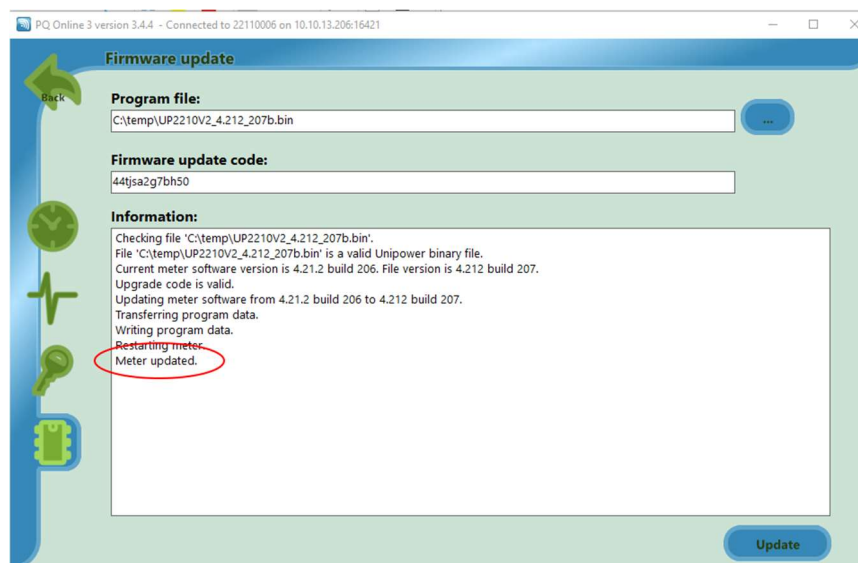 PQ Online 3 version 3.4.4 - Connected to 22110006 on 10.10.13.206:16421
Firmware update
Back
Program file:
C:\temp\UP2210V2_4.212_207b.bin
...
Firmware update code:
44tjsa2g7bh50
Information:
Checking file 'C:\temp\UP2210V2_4.212_207b.bin'.
File 'C:\temp\UP2210V2_4.212_207b.bin' is a valid Unipower binary file.
Current meter software version is 4.21.2 build 206. File version is 4.212 build 207.
Upgrade code is valid.
Updating meter software from 4.21.2 build 206 to 4.212 build 207.
Transferring program data.
Writing program data.
Restarting meter.
Meter updated.
Update